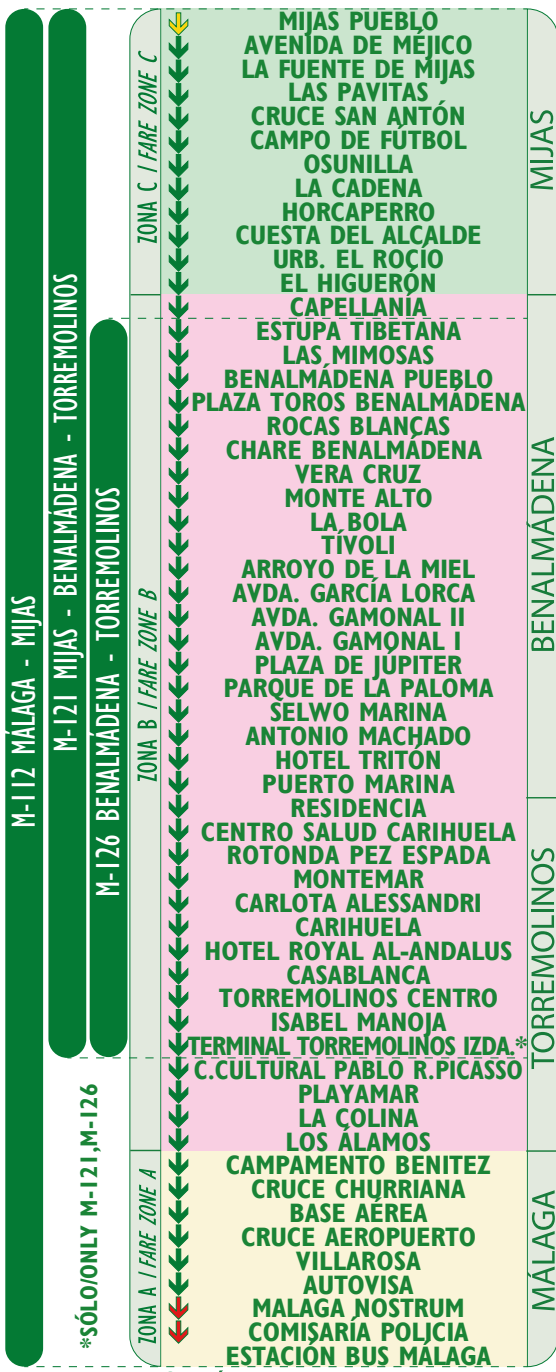 MIJAS PUEBLO
AVENIDA DE MÉJICO
LA FUENTE DE MIJAS
LAS PAVITAS
CRUCE SAN ANTÓN
CAMPO DE FÚTBOL
OSUNILLA
LA CADENA
HORCAPERRO
CUESTA DEL ALCALDE
URB. EL ROCÍO
EL HIGUERÓN
CAPELLANÍA
ESTUPA TIBETANA
LAS MIMOSAS
BENALMÁDENA PUEBLO
PLAZA TOROS BENALMÁDENA
ROCAS BLANCAS
CHARE BENALMÁDENA
VERA CRUZ
MONTE ALTO
LA BOLA
TÍVOLI
ARROYO DE LA MIEL
AVDA. GARCÍA LORCA
AVDA. GAMONAL II
AVDA. GAMONAL I
PLAZA DE JÚPITER
PARQUE DE LA PALOMA
SELWO MARINA
ANTONIO MACHADO
HOTEL TRITÓN
PUERTO MARINA
RESIDENCIA
CENTRO SALUD CARIHUELA
ROTONDA PEZ ESPADA
MONTEMAR
CARLOTA ALESSANDRI
CARIHUELA
HOTEL ROYAL AL-ANDALUS
CASABLANCA
TORREMOLINOS CENTRO
ISABEL MANOJA
TERMINAL TORREMOLINOS IZDA.*
C.CULTURAL PABLO R.PICASSO
PLAYAMAR
LA COLINA
LOS ÁLAMOS
CAMPAMENTO BENITEZ
CRUCE CHURRIANA
BASE AÉREA
CRUCE AEROPUERTO
VILLAROSA
AUTOVISA
MALAGA NOSTRUM
COMISARÍA POLICIA
ESTACIÓN BUS MÁLAGA
M-112 MÁLAGA - MIJAS
M-121 MIJAS - BENALMÁDENA - TORREMOLINOS
M-126 BENALMÁDENA - TORREMOLINOS
*SÓLO/ONLY M-121,M-126
ZONA C / FARE ZONE C
ZONA B / FARE ZONE B
ZONA A / FARE ZONE A
MIJAS
BENALMÁDENA
TORREMOLINOS
MÁLAGA